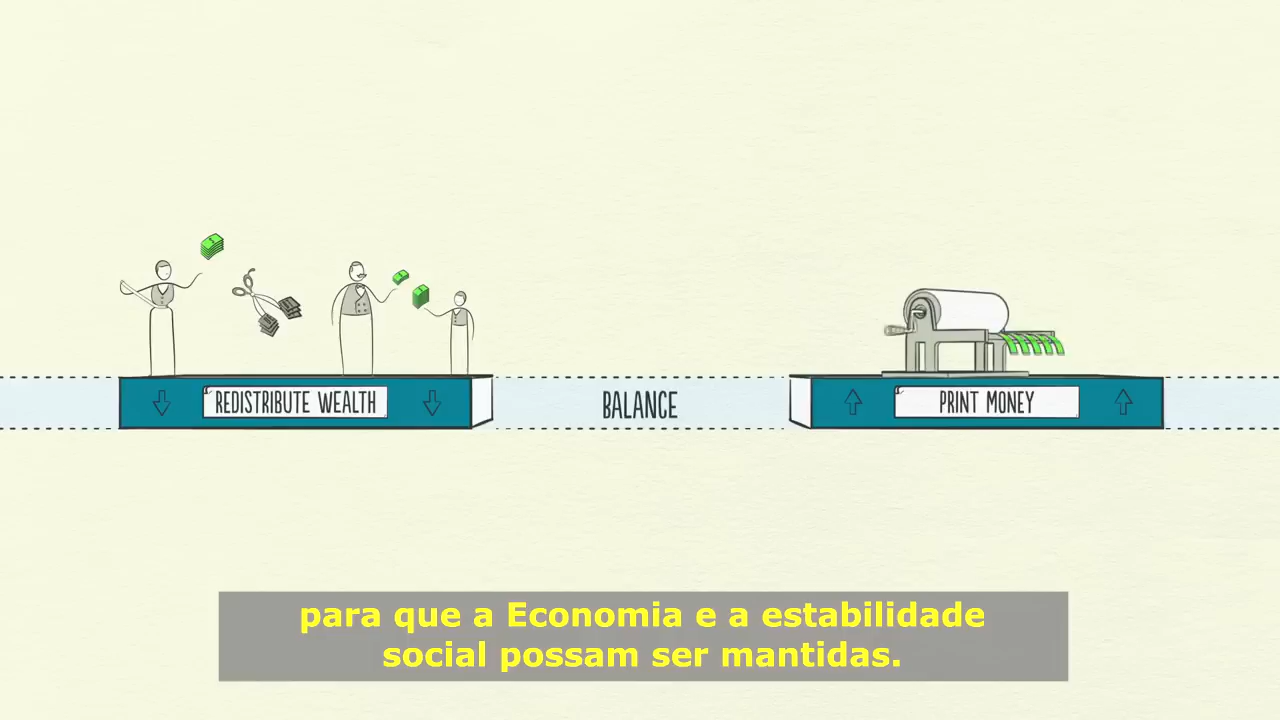 REDISTRIBUTE WEALTH
BALANCE
PRINT MONEY
para que a Economia e a estabilidade
social possam ser mantidas.